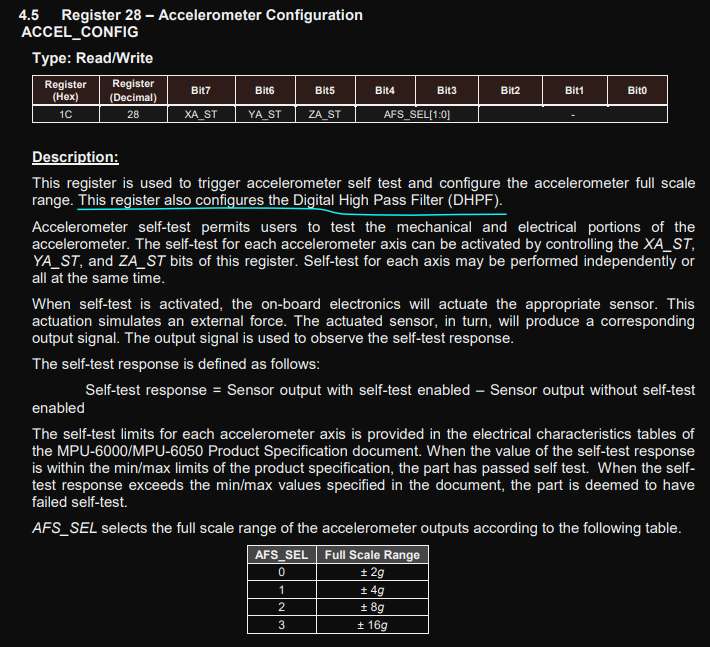 4.5 Register 28 – Accelerometer Configuration
ACCEL_CONFIG
Type: Read/Write
Register (Hex) Register (Decimal) Bit7 Bit6 Bit5 Bit4 Bit3 Bit2 Bit1 Bit0
1C 28 XA_ST YA_ST ZA_ST AFS_SEL[1:0] -
Description:
This register is used to trigger accelerometer self test and configure the accelerometer full scale
range. This register also configures the Digital High Pass Filter (DHPF).
Accelerometer self-test permits users to test the mechanical and electrical portions of the
accelerometer. The self-test for each accelerometer axis can be activated by controlling the XA_ST,
YA_ST, and ZA_ST bits of this register. Self-test for each axis may be performed independently or
all at the same time.
When self-test is activated, the on-board electronics will actuate the appropriate sensor. This
actuation simulates an external force. The actuated sensor, in turn, will produce a corresponding
output signal. The output signal is used to observe the self-test response.
The self-test response is defined as follows:
Self-test response = Sensor output with self-test enabled – Sensor output without self-test
enabled
The self-test limits for each accelerometer axis is provided in the electrical characteristics tables of
the MPU-6000/MPU-6050 Product Specification document. When the value of the self-test response
is within the min/max limits of the product specification, the part has passed self test. When the self-
test response exceeds the min/max values specified in the document, the part is deemed to have
failed self-test.
AFS_SEL selects the full scale range of the accelerometer outputs according to the following table.
AFS_SEL Full Scale Range
0 ± 2g
1 ± 4g
2 ± 8g
3 ± 16g